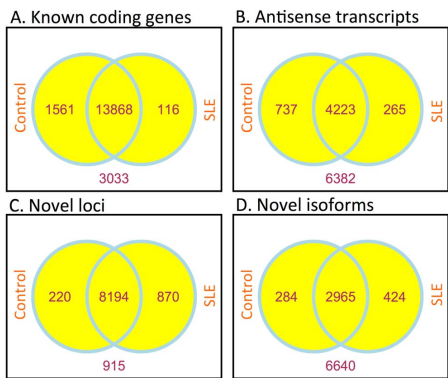 A. Known coding genes
Control
1561
13868
116
SLE
3033
B. Antisense transcripts
Control
737
4223
265
SLE
6382
C. Novel loci
Control
220
8194
870
SLE
915
D. Novel isoforms
Control
284
2965
424
SLE
6640